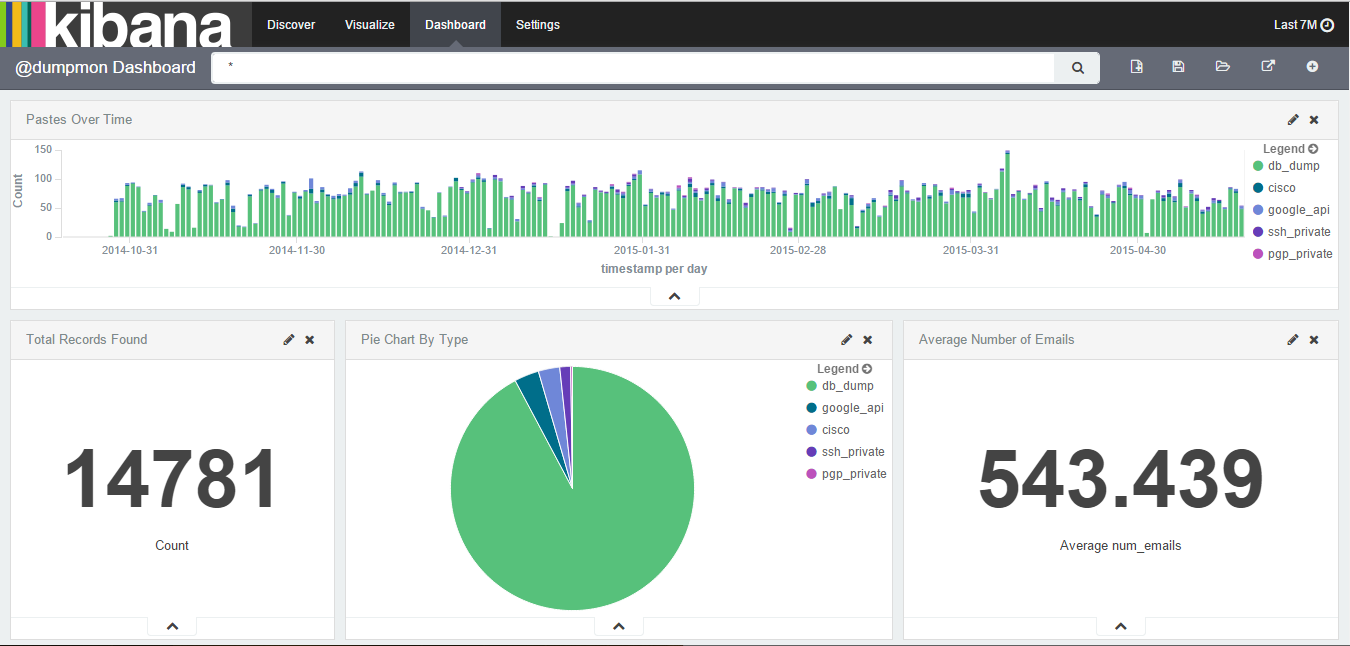 kibana
Discover Visualize Dashboard Settings Last 7M
@dumpmon Dashboard *
Pastes Over Time
Count
150
100
50
0
2014-10-31 2014-11-30 2014-12-31 2015-01-31 2015-02-28 2015-03-31 2015-04-30
timestamp per day
Legend
db_dump
cisco
google_api
ssh_private
pgp_private
Total Records Found
14781
Count
Pie Chart By Type
Legend
db_dump
google_api
cisco
ssh_private
pgp_private
Average Number of Emails
543.439
Average num_emails